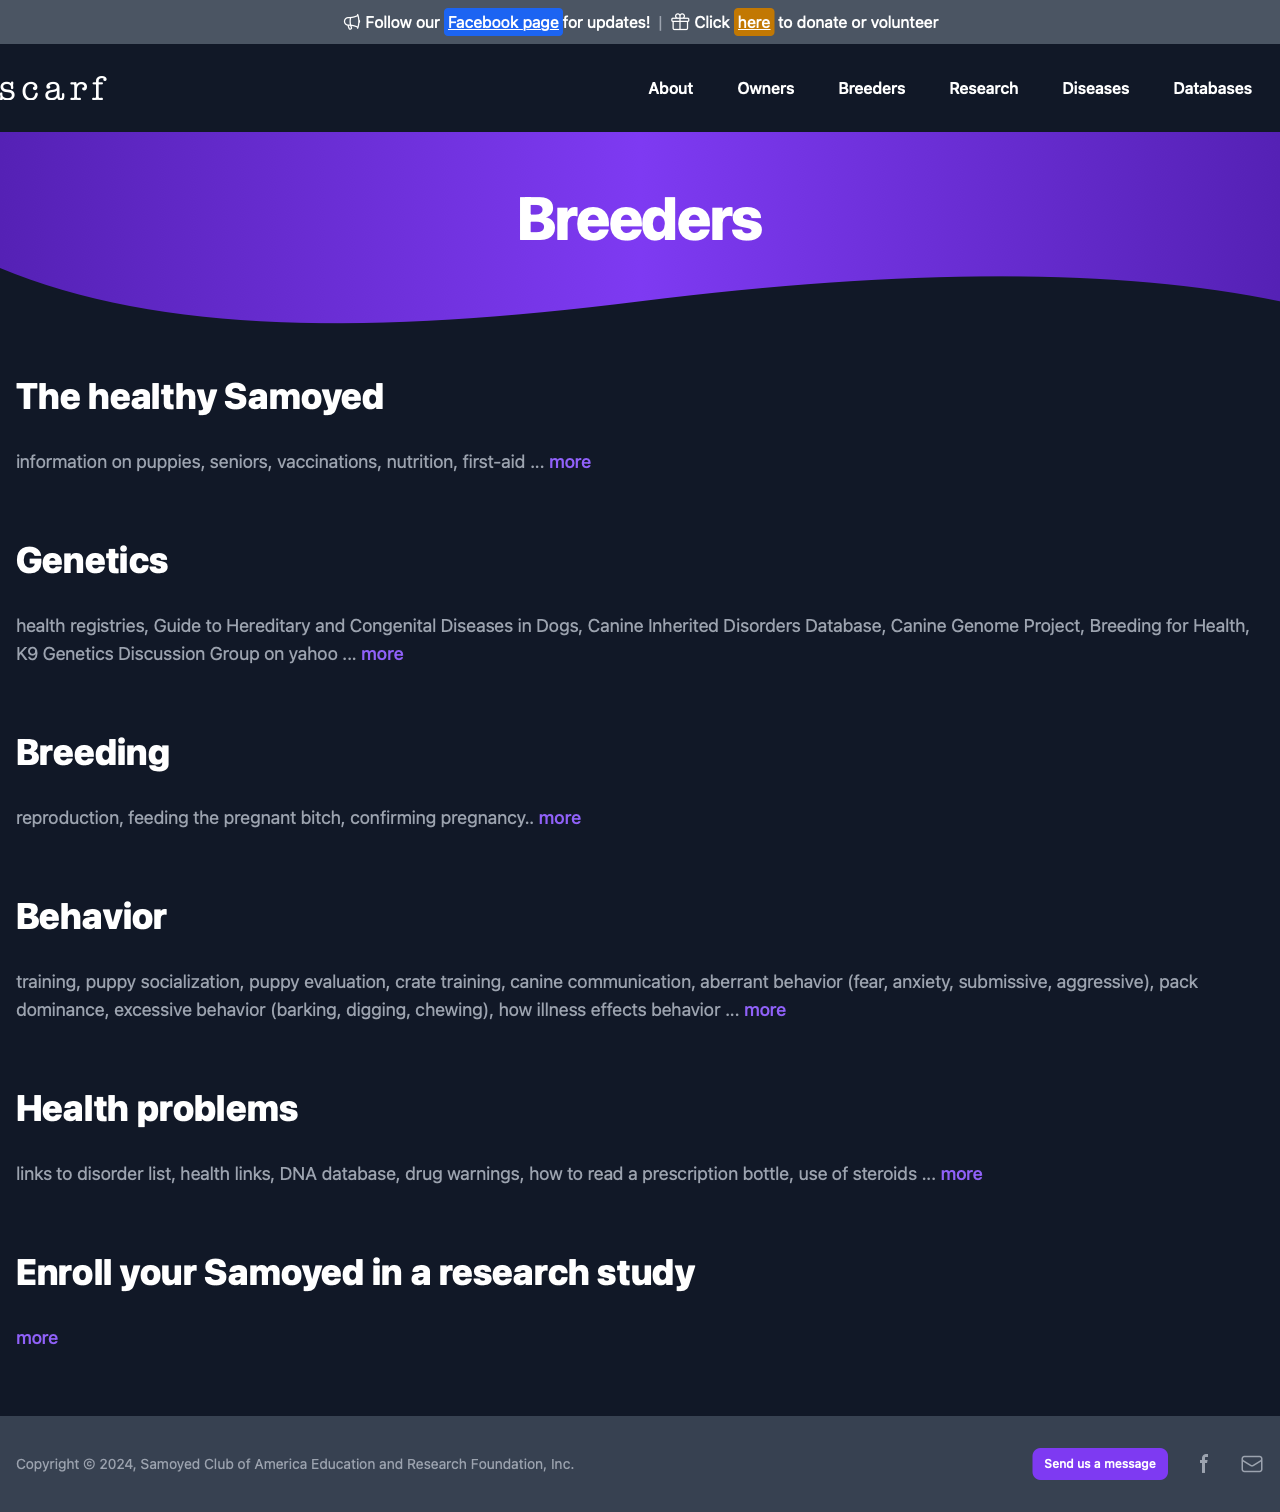 Follow our Facebook page for updates! | Click here to donate or volunteer
scarf
About Owners Breeders Research Diseases Databases
Breeders
The healthy Samoyed
information on puppies, seniors, vaccinations, nutrition, first-aid ... more
Genetics
health registries, Guide to Hereditary and Congenital Diseases in Dogs, Canine Inherited Disorders Database, Canine Genome Project, Breeding for Health,
K9 Genetics Discussion Group on yahoo ... more
Breeding
reproduction, feeding the pregnant bitch, confirming pregnancy.. more
Behavior
training, puppy socialization, puppy evaluation, crate training, canine communication, aberrant behavior (fear, anxiety, submissive, aggressive), pack
dominance, excessive behavior (barking, digging, chewing), how illness effects behavior ... more
Health problems
links to disorder list, health links, DNA database, drug warnings, how to read a prescription bottle, use of steroids ... more
Enroll your Samoyed in a research study
more
Copyright © 2024, Samoyed Club of America Education and Research Foundation, Inc. Send us a message